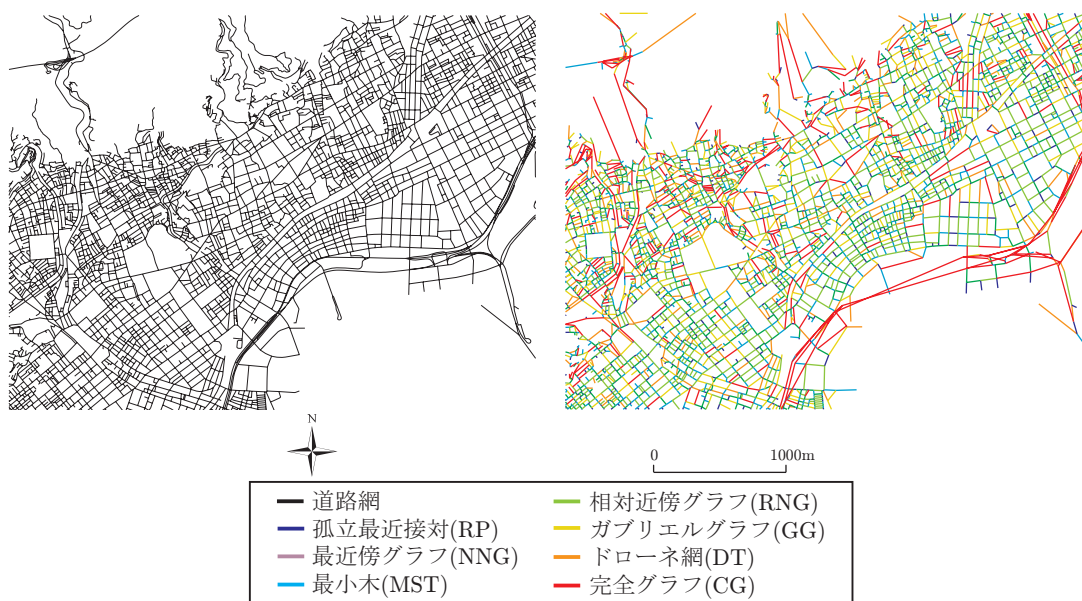 N
0
1000m
道路網
孤立最近接対(RP)
最近傍グラフ(NNG)
最小木(MST)
相対近傍グラフ(RNG)
ガブリエルグラフ(GG)
ドローネ網(DT)
完全グラフ(CG)